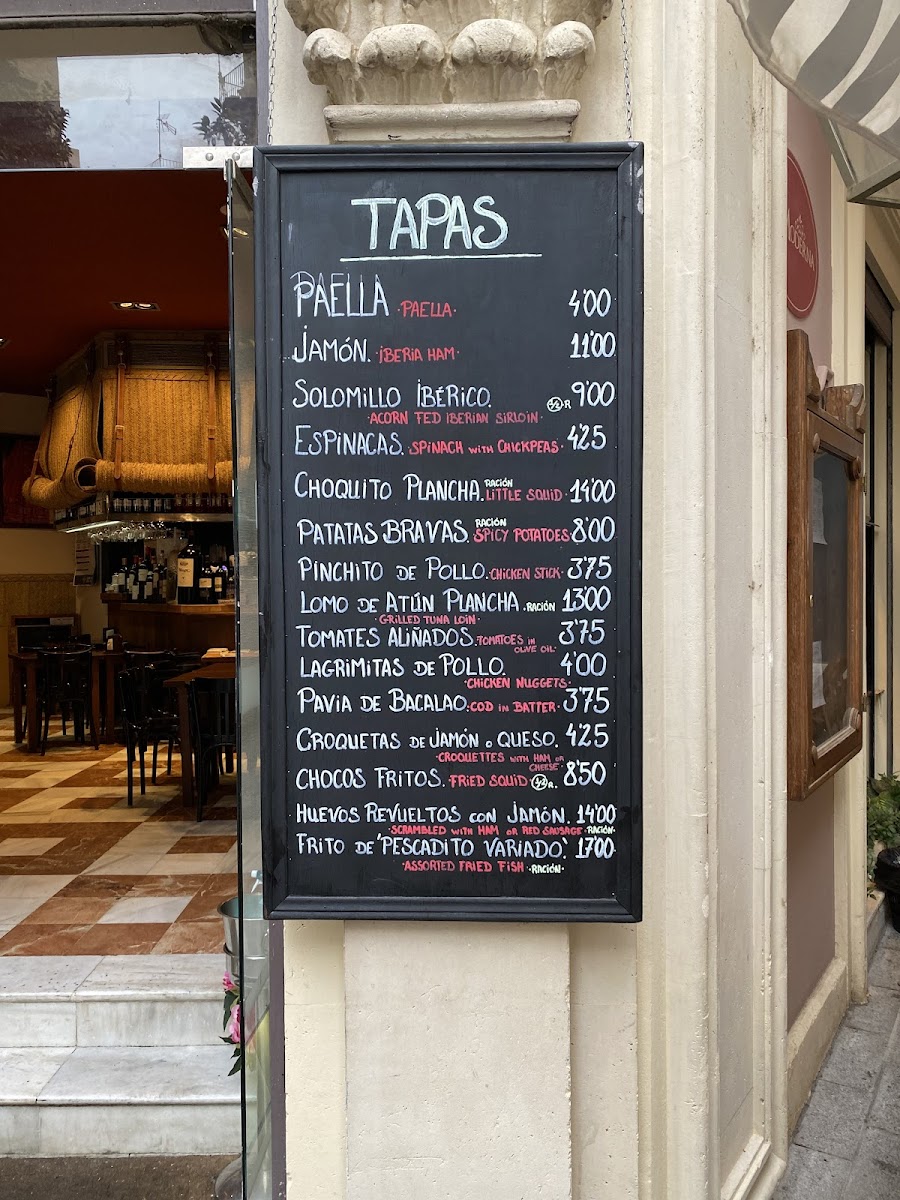 TAPAS
PAELLA ·PAELLA· 4'00
JAMÓN. ·IBERIA HAM· 11'00
SOLOMILLO IBÉRICO. 1/2 R 9'00
·ACORN FED IBERIAN SIRLOIN·
ESPINACAS. ·SPINACH WITH CHICKPEAS· 4'25
CHOQUITO PLANCHA. RACIÓN LITTLE SQUID· 14'00
PATATAS BRAVAS. RACIÓN SPICY POTATOES 8'00
PINCHITO DE POLLO. ·CHICKEN STICK· 3'75
LOMO DE ATÚN PLANCHA. ·RACIÓN 13'00
·GRILLED TUNA LOIN·
TOMATES ALIÑADOS. ·TOMATOES IN OLIVE OIL· 3'75
LAGRIMITAS DE POLLO. 4'00
·CHICKEN NUGGETS·
PAVIA DE BACALAO. ·COD IN BATTER· 3'75
CROQUETAS DE JAMÓN O QUESO. 4'25
·CROQUETTES WITH HAM OR CHEESE·
CHOCOS FRITOS. ·FRIED SQUID· 1/2 R. 8'50
HUEVOS REVUELTOS CON JAMÓN. 14'00
·SCRAMBLED WITH HAM OR RED SAUSAGE ·RACIÓN·
FRITO DE "PESCADITO VARIADO". 17'00
·ASSORTED FRIED FISH· ·RACIÓN·
MODERNA